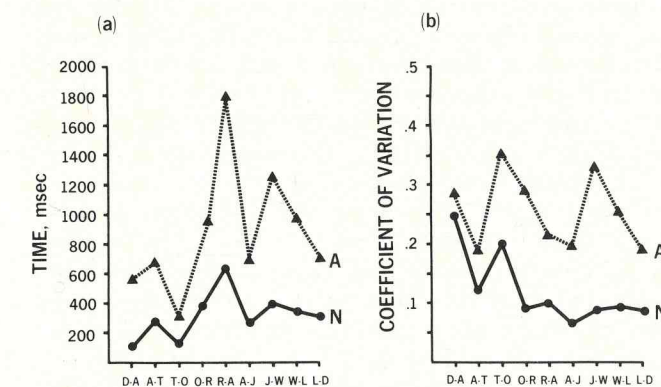 (a)
TIME, msec
2000
1800
1600
1400
1200
1000
800
600
400
200
A
N
D-A A-T T-O O-R R-A A-J J-W W-L L-D
(b)
COEFFICIENT OF VARIATION
.5
.4
.3
.2
.1
A
N
D-A A-T T-O O-R R-A A-J J-W W-L L-D